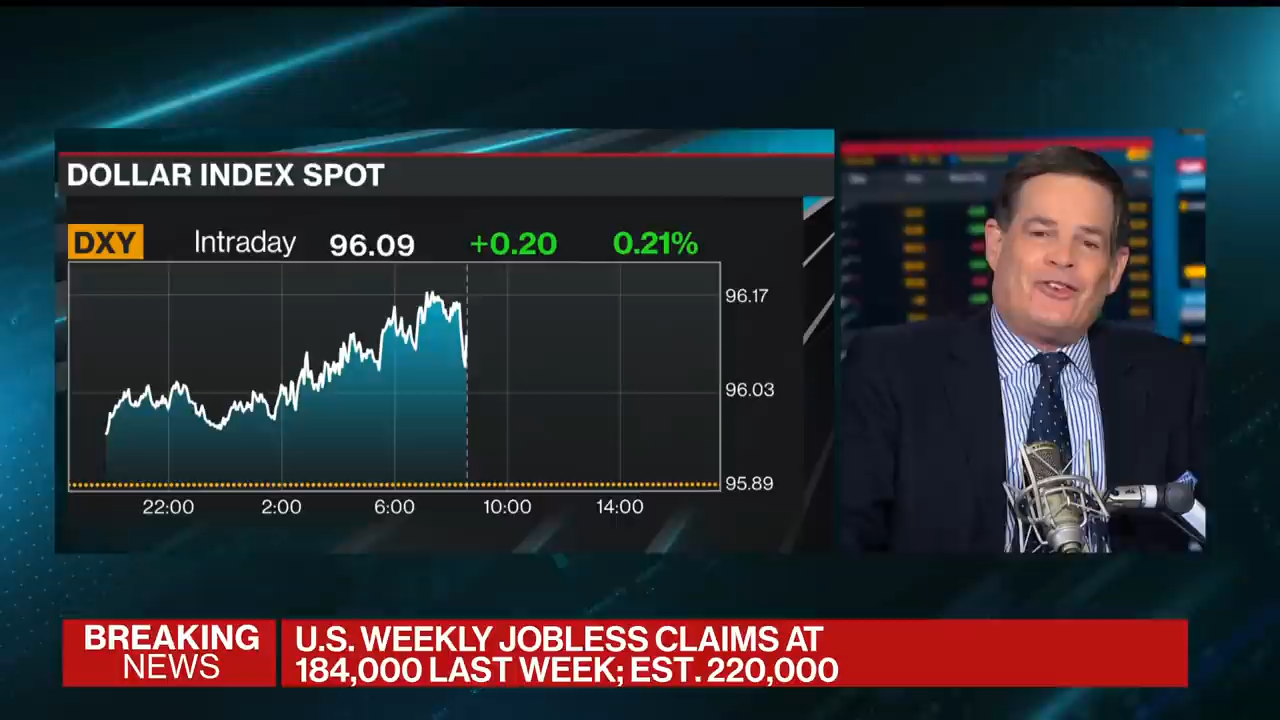 DOLLAR INDEX SPOT
DXY Intraday 96.09 +0.20 0.21%
96.17
96.03
95.89
22:00 2:00 6:00 10:00 14:00
BREAKING NEWS
U.S. WEEKLY JOBLESS CLAIMS AT
184,000 LAST WEEK; EST. 220,000